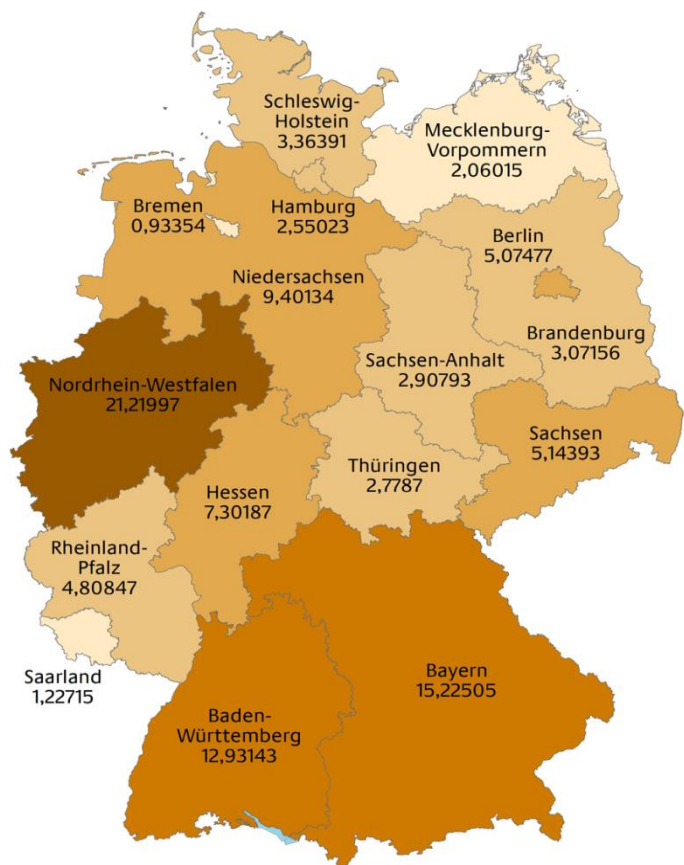 Schleswig-
Holstein
3,36391
Mecklenburg-
Vorpommern
2,06015
Bremen
0,93354
Hamburg
2,55023
Berlin
5,07477
Niedersachsen
9,40134
Brandenburg
3,07156
Sachsen-Anhalt
2,90793
Nordrhein-Westfalen
21,21997
Sachsen
5,14393
Thüringen
2,7787
Hessen
7,30187
Rheinland-
Pfalz
4,80847
Saarland
1,22715
Bayern
15,22505
Baden-
Württemberg
12,93143